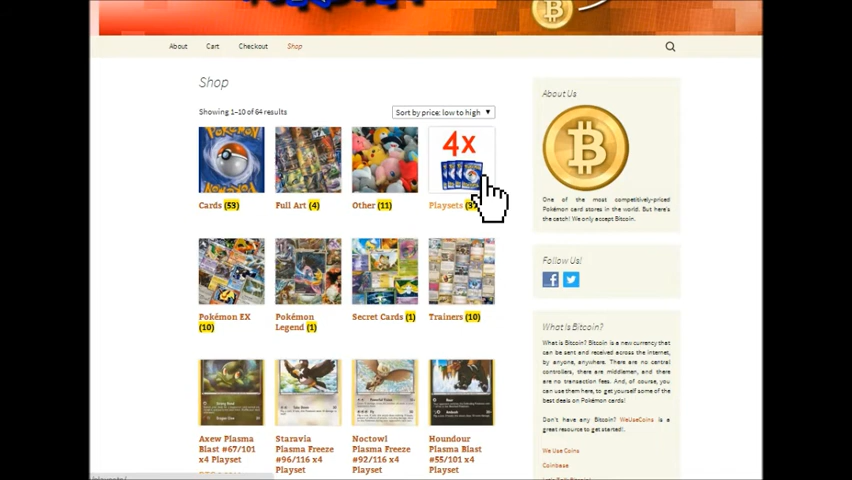 About Cart Checkout Shop
Shop
Showing 1–10 of 64 results
Sort by price: low to high
4x
Cards (53)
Full Art (4)
Other (11)
Playsets
Pokémon EX
(10)
Pokémon
Legend (1)
Secret Cards (1)
Trainers (10)
Axew Plasma
Blast #67/101
x4 Playset
Staravia
Plasma Freeze
#96/116 x4
Playset
Noctowl
Plasma Freeze
#92/116 x4
Playset
Houndour
Plasma Blast
#55/101 x4
Playset
About Us
One of the most competitively-priced
Pokémon card stores in the world. But here's
the catch! We only accept Bitcoin.
Follow Us!
What is Bitcoin?
What is Bitcoin? Bitcoin is a new currency that
can be sent and received across the internet,
by anyone, anywhere. There are no central
controllers, there are middlemen, and there
are no transaction fees. And, of course, you
can use them here, to get yourself some of the
best deals on Pokémon cards!
Don't have any Bitcoin? WeUseCoins is a
great resource to get started!.
We Use Coins
Coinbase